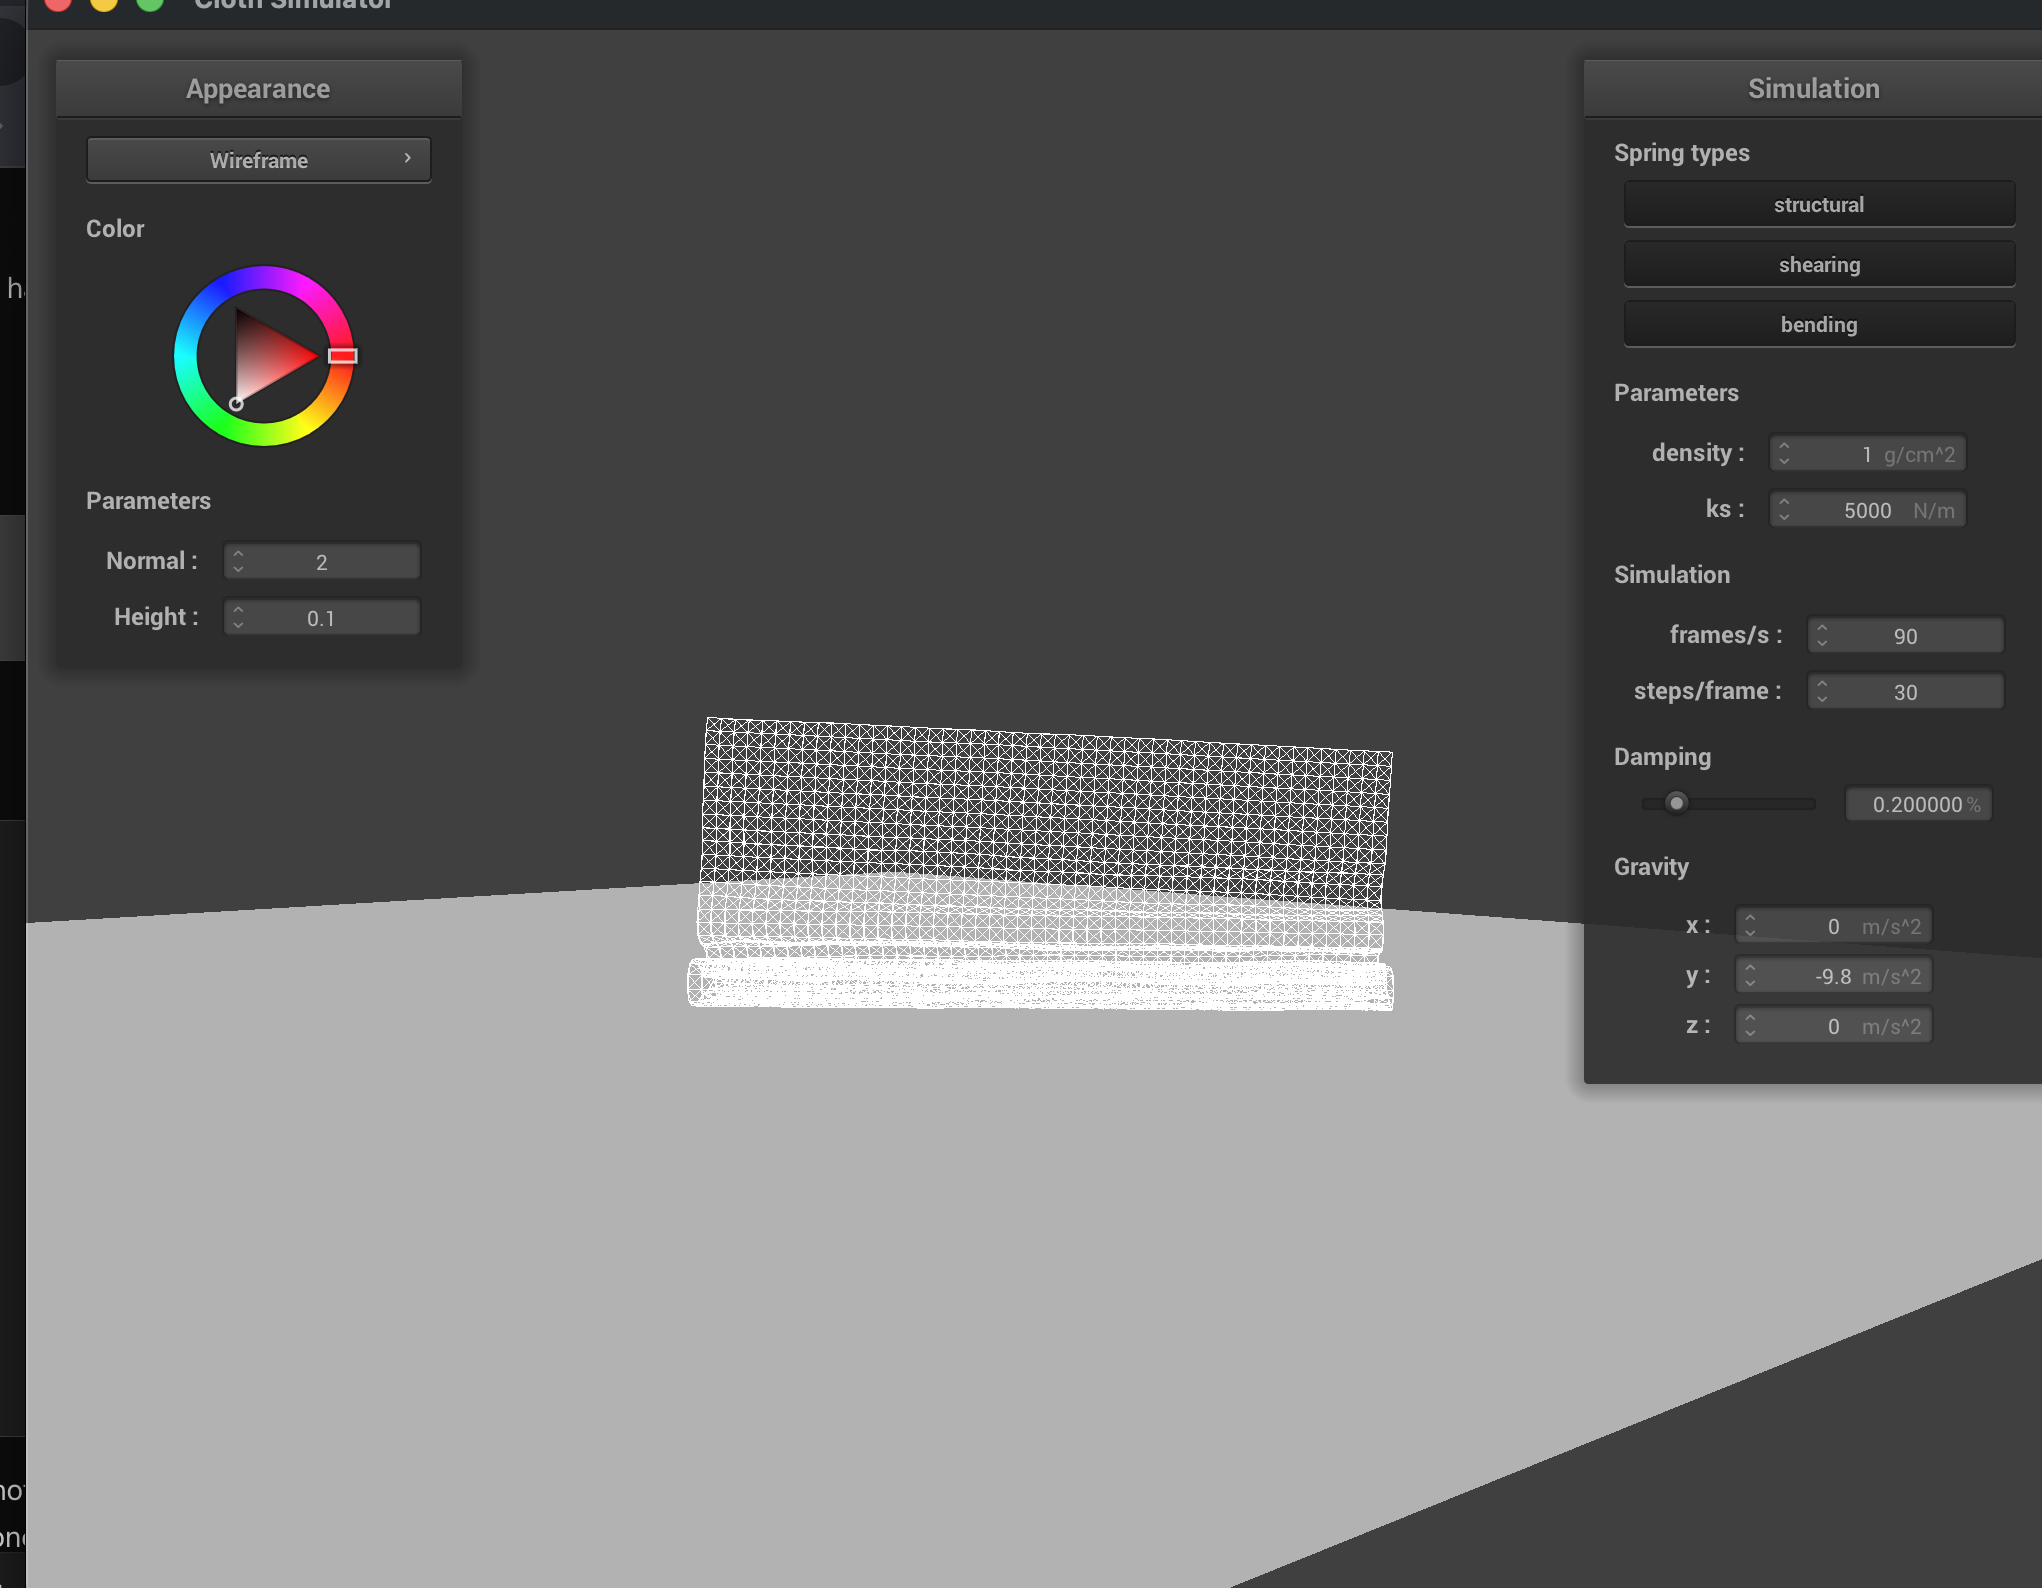 Cloth Simulator
Appearance
Wireframe
Color
Parameters
Normal : 2
Height : 0.1
Simulation
Spring types
structural
shearing
bending
Parameters
density : 1 g/cm^2
ks : 5000 N/m
Simulation
frames/s : 90
steps/frame : 30
Damping
0.200000 %
Gravity
x : 0 m/s^2
y : -9.8 m/s^2
z : 0 m/s^2